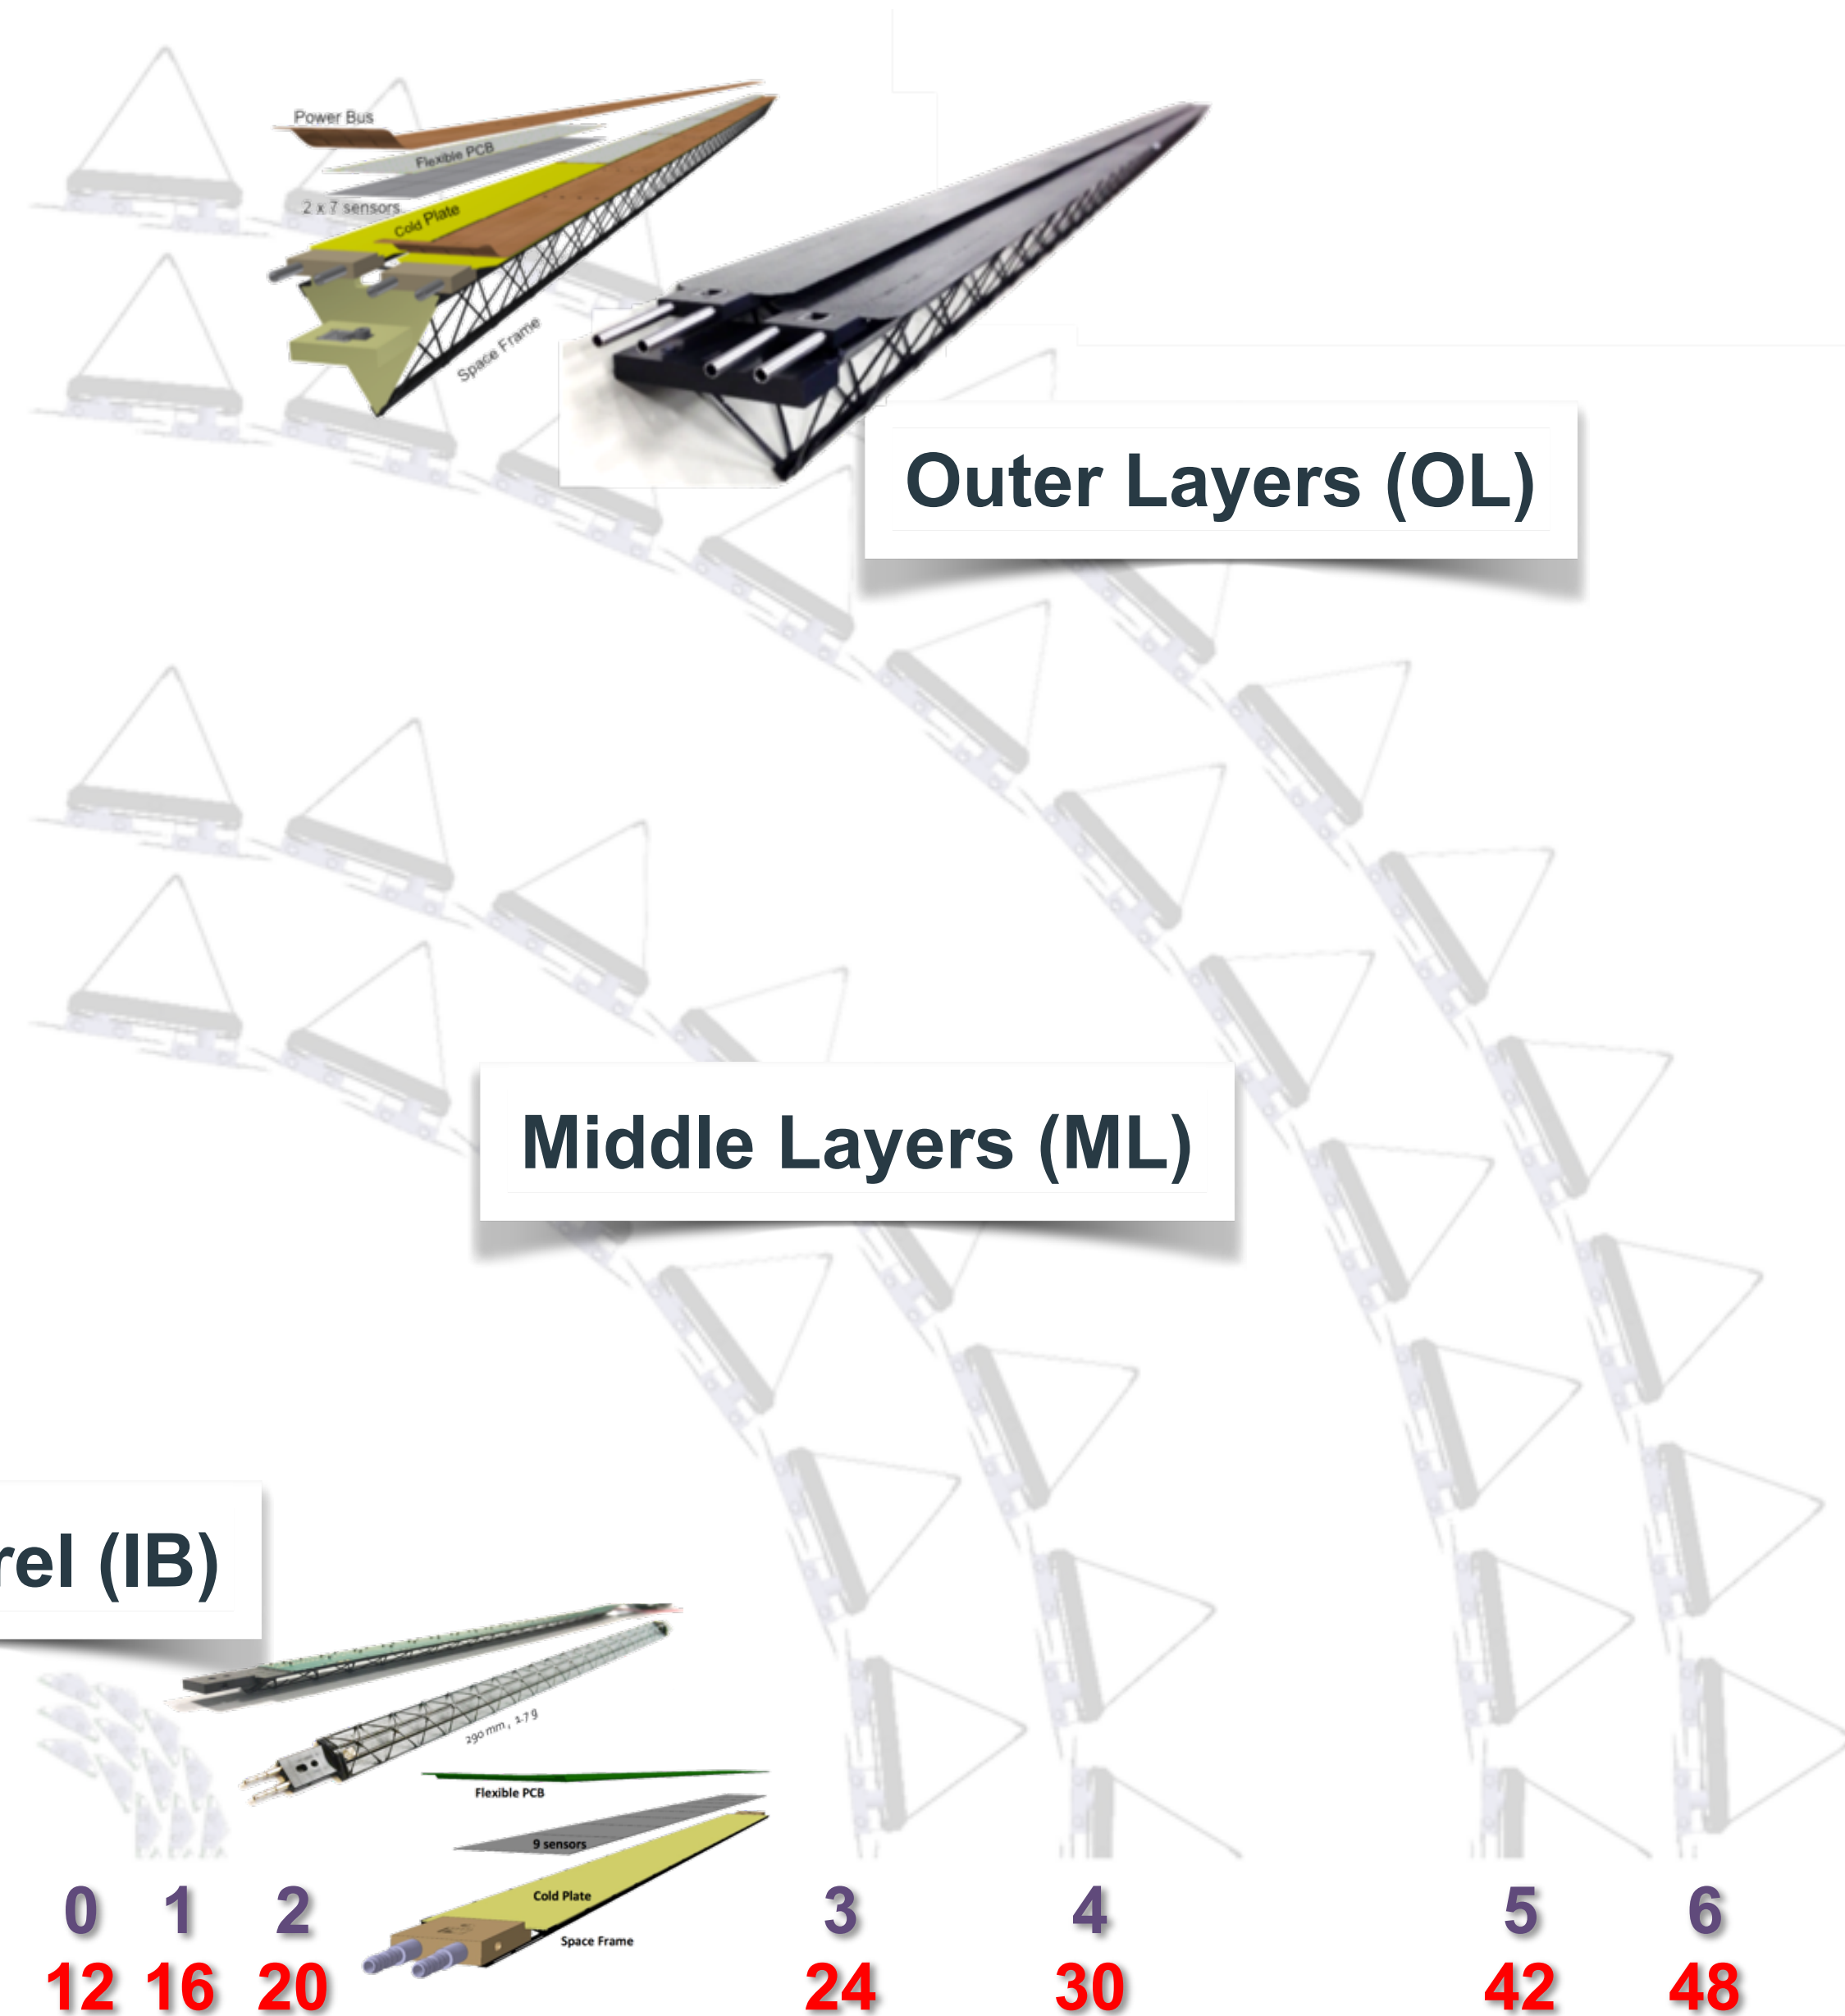 Power Bus
Flexible PCB
2 x 7 sensors
Cold Plate
Space Frame
Outer Layers (OL)
Middle Layers (ML)
rel (IB)
290 mm, 1.7 g
Flexible PCB
9 sensors
Cold Plate
Space Frame
0 1 2 3 4 5 6
12 16 20 24 30 42 48